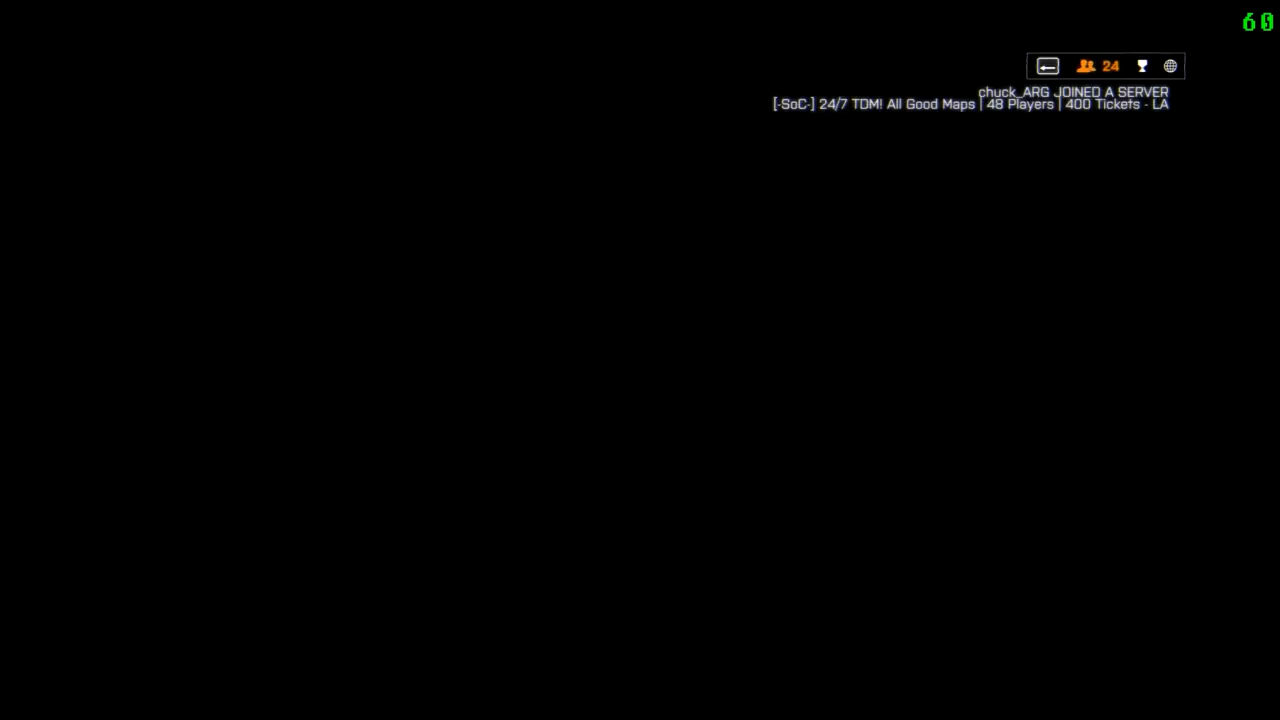 60
24
chuck_ARG JOINED A SERVER
[-SoC-] 24/7 TDM! All Good Maps | 48 Players | 400 Tickets - LA